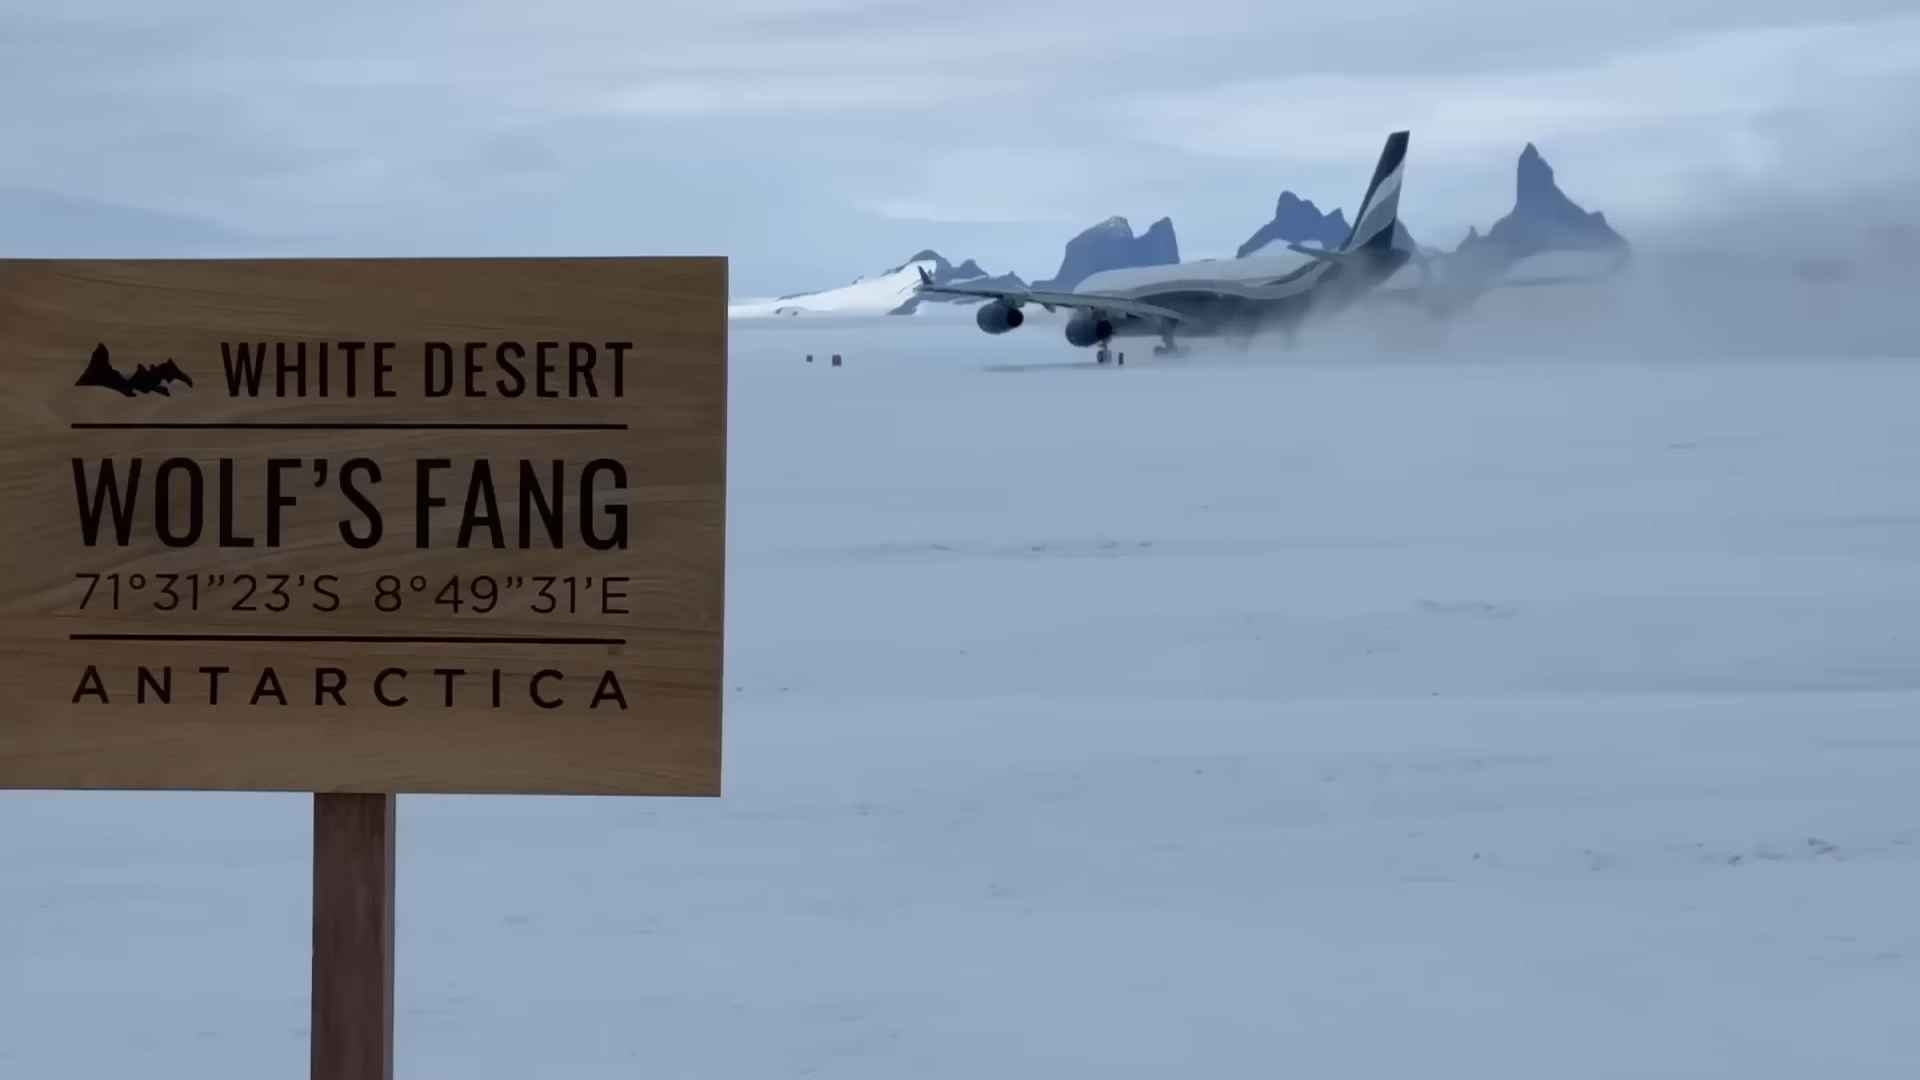 WHITE DESERT
WOLF’S FANG
71°31”23’S 8°49”31’E
ANTARCTICA